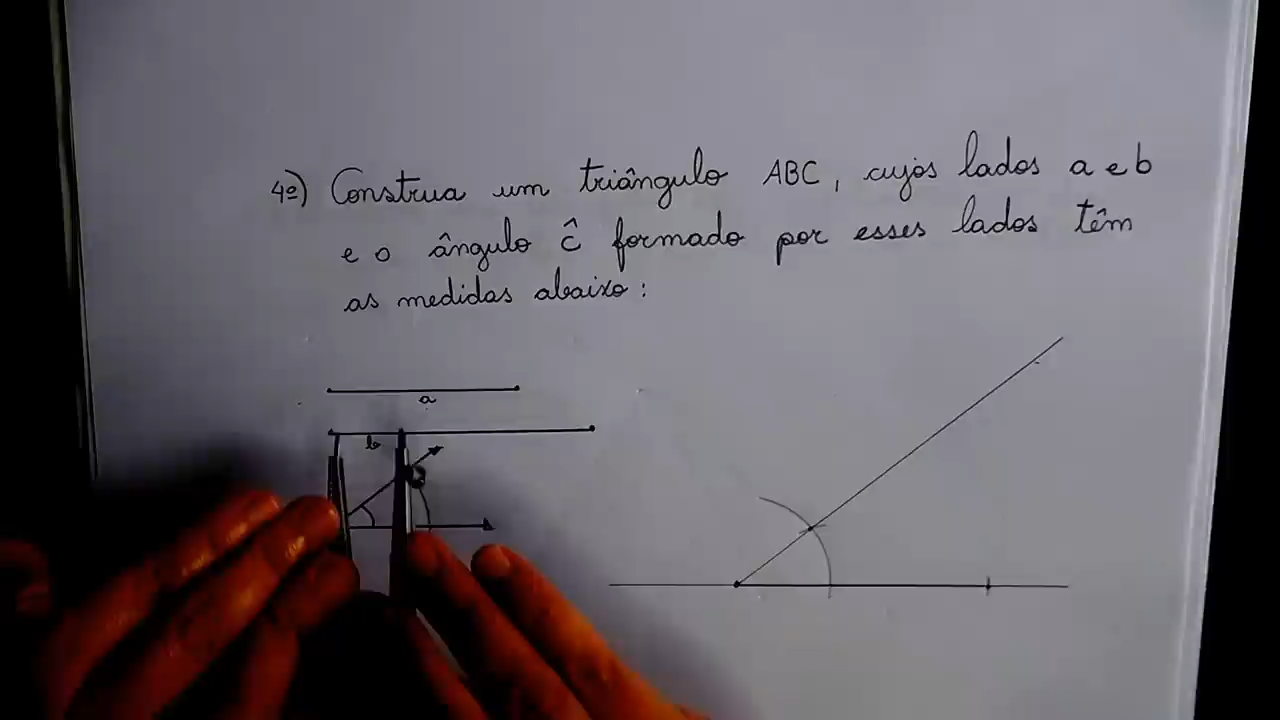 4º) Construa um triângulo ABC, cujos lados a e b
e o ângulo ĉ formado por esses lados têm
as medidas abaixo:
a
b